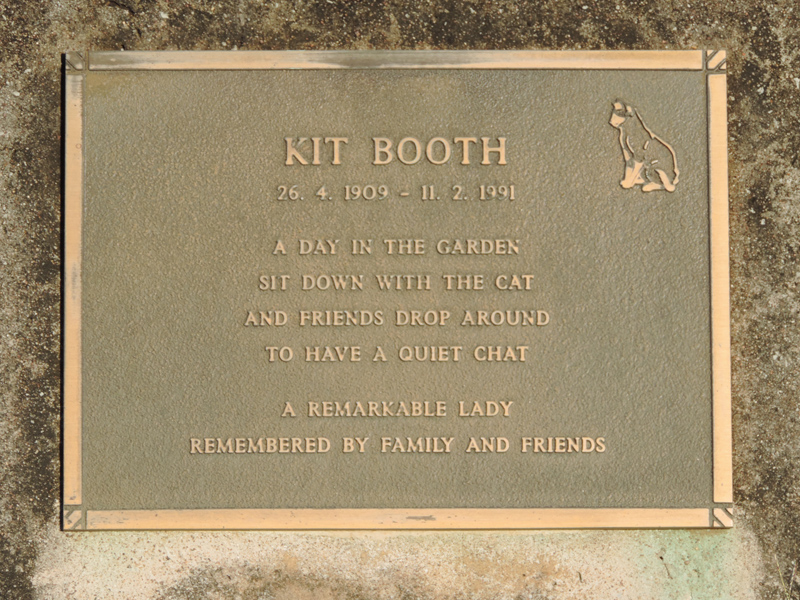 KIT BOOTH
26. 4. 1909 - 11. 2. 1991
A DAY IN THE GARDEN
SIT DOWN WITH THE CAT
AND FRIENDS DROP AROUND
TO HAVE A QUIET CHAT
A REMARKABLE LADY
REMEMBERED BY FAMILY AND FRIENDS